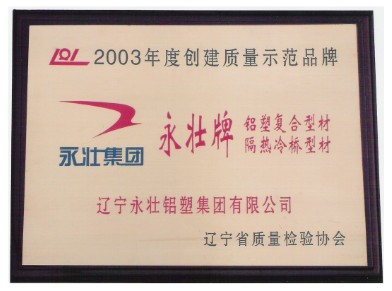 2003年度创建质量示范品牌
永壮集团
永壮牌
铝塑复合型材
隔热冷桥型材
辽宁永壮铝塑集团有限公司
辽宁省质量检验协会